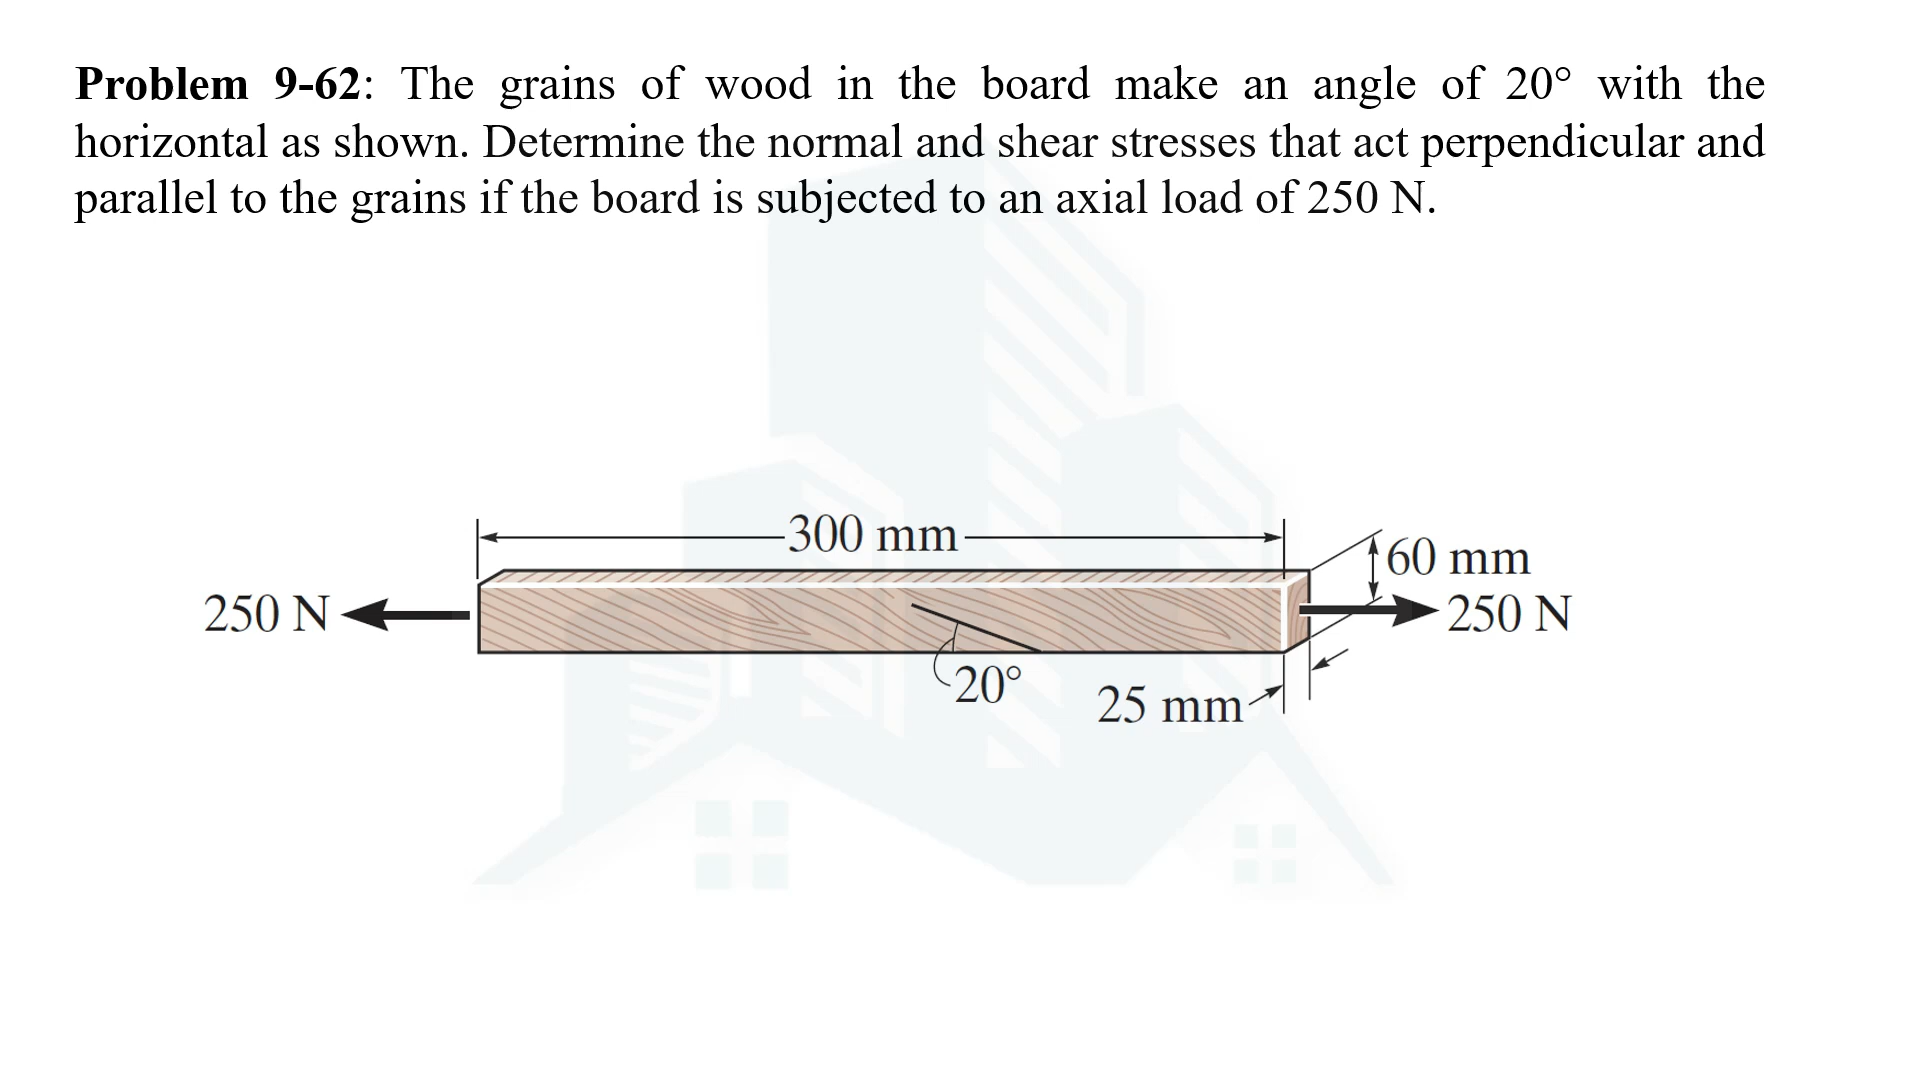 Problem 9-62: The grains of wood in the board make an angle of 20° with the
horizontal as shown. Determine the normal and shear stresses that act perpendicular and
parallel to the grains if the board is subjected to an axial load of 250 N.
300 mm
60 mm
250 N
250 N
20°
25 mm